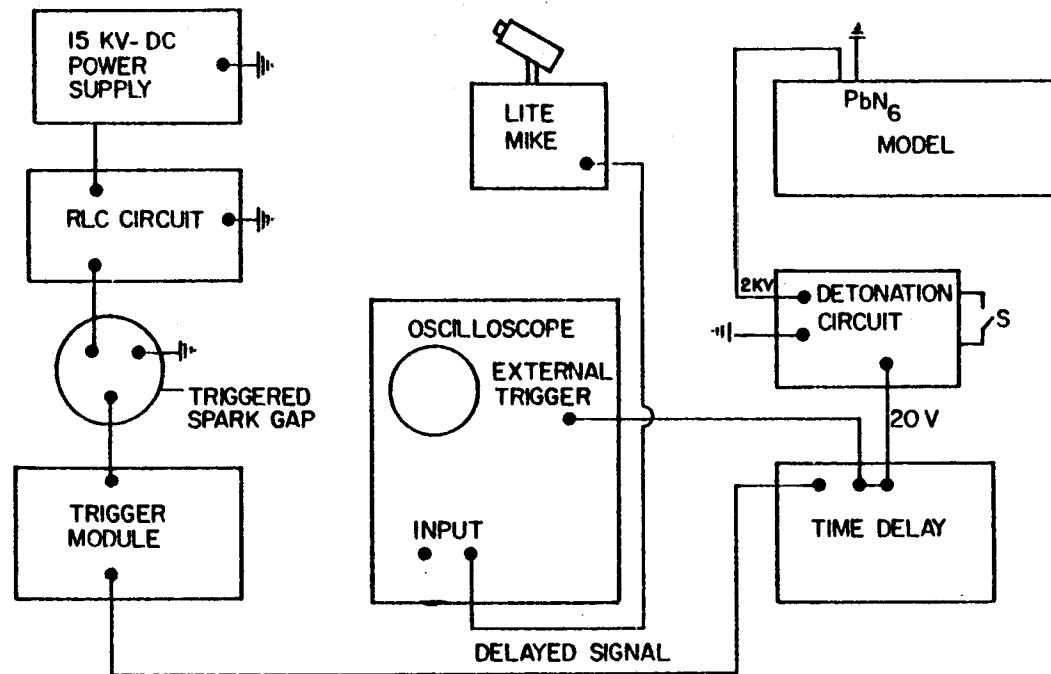 15 KV-DC
POWER
SUPPLY
RLC CIRCUIT
TRIGGERED
SPARK GAP
TRIGGER
MODULE
LITE
MIKE
OSCILLOSCOPE
EXTERNAL
TRIGGER
INPUT
DELAYED SIGNAL
PbN6
MODEL
2KV
DETONATION
CIRCUIT
S
20 V
TIME DELAY